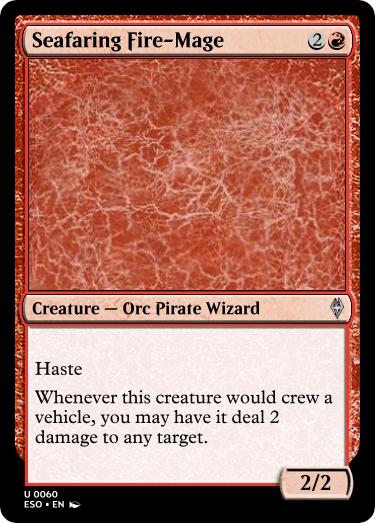 Seafaring Fire-Mage 2
Creature — Orc Pirate Wizard
Haste
Whenever this creature would crew a
vehicle, you may have it deal 2
damage to any target.
2/2
U 0060
ESO • EN